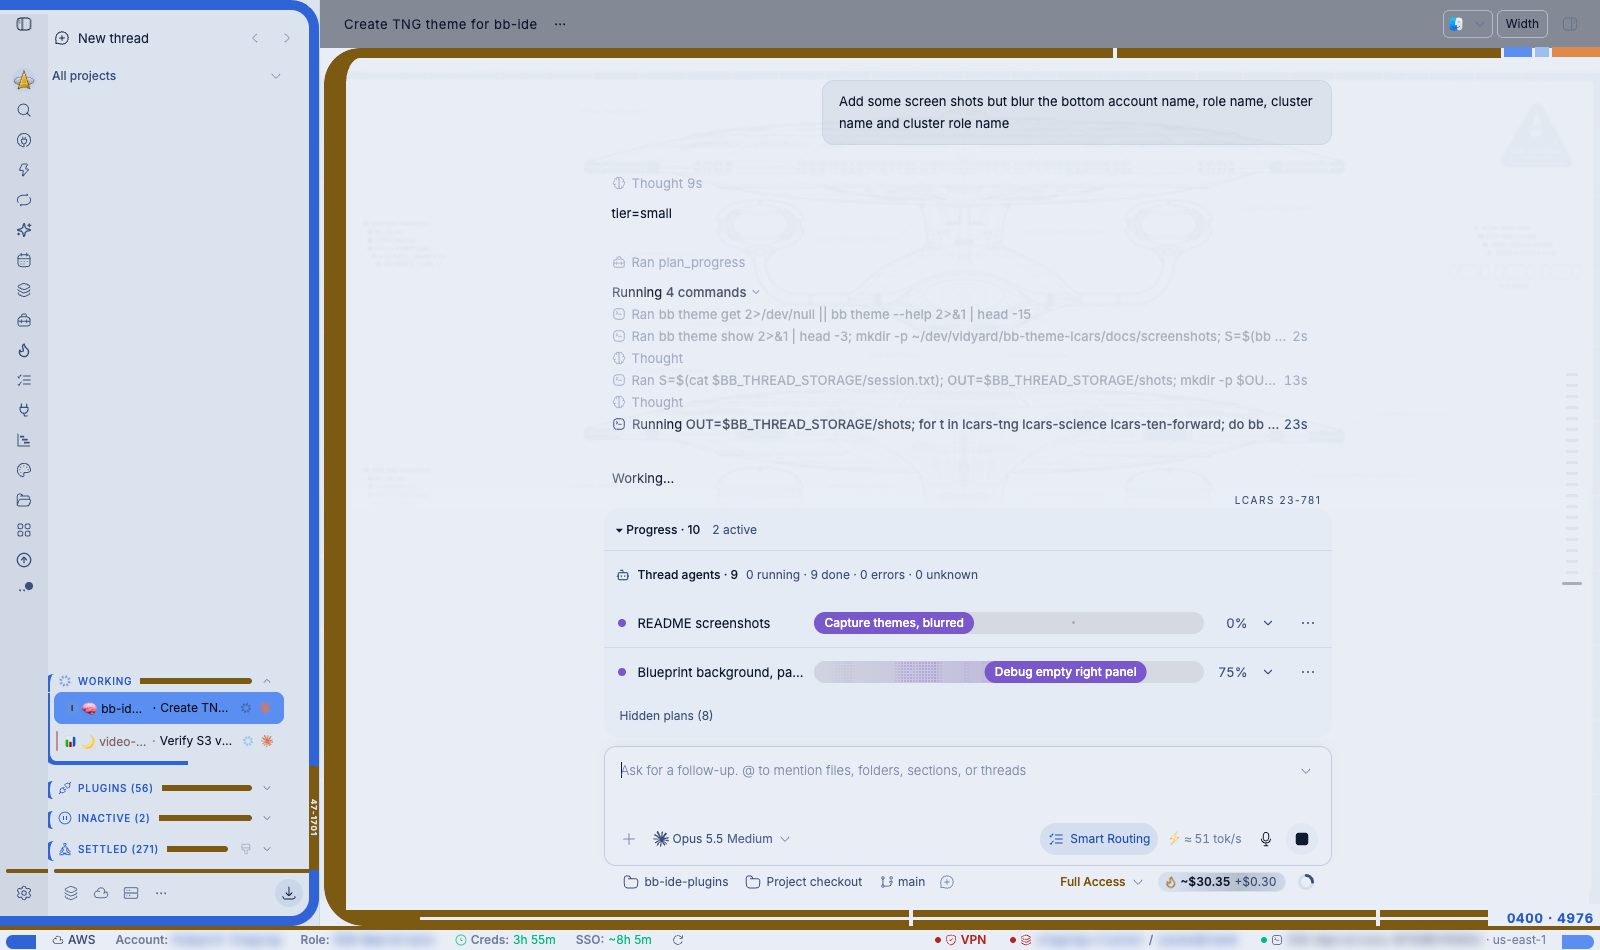 Create TNG theme for bb-ide ···
Width
New thread
All projects
Add some screen shots but blur the bottom account name, role name, cluster
name and cluster role name
Thought 9s
tier=small
Ran plan_progress
Running 4 commands
Ran bb theme get 2>/dev/null || bb theme --help 2>&1 | head -15
Ran bb theme show 2>&1 | head -3; mkdir -p ~/dev/vidyard/bb-theme-lcars/docs/screenshots; S=$(bb ... 2s
Thought
Ran S=$(cat $BB_THREAD_STORAGE/session.txt); OUT=$BB_THREAD_STORAGE/shots; mkdir -p $OU... 13s
Thought
Running OUT=$BB_THREAD_STORAGE/shots; for t in lcars-tng lcars-science lcars-ten-forward; do bb ... 23s
Working...
LCARS 23-781
Progress · 10 2 active
Thread agents · 9 0 running · 9 done · 0 errors · 0 unknown
README screenshots Capture themes, blurred 0% ···
Blueprint background, pa... Debug empty right panel 75% ···
Hidden plans (8)
WORKING
bb-id... · Create TN...
video-... · Verify S3 v...
PLUGINS (56)
INACTIVE (2)
SETTLED (271)
47-1701
Ask for a follow-up. @ to mention files, folders, sections, or threads
Opus 5.5 Medium Smart Routing ≈ 51 tok/s
bb-ide-plugins Project checkout main Full Access ~$30.35 +$0.30
0400 · 4976
AWS Account: Role: Creds: 3h 55m SSO: ~8h 5m VPN / · us-east-1